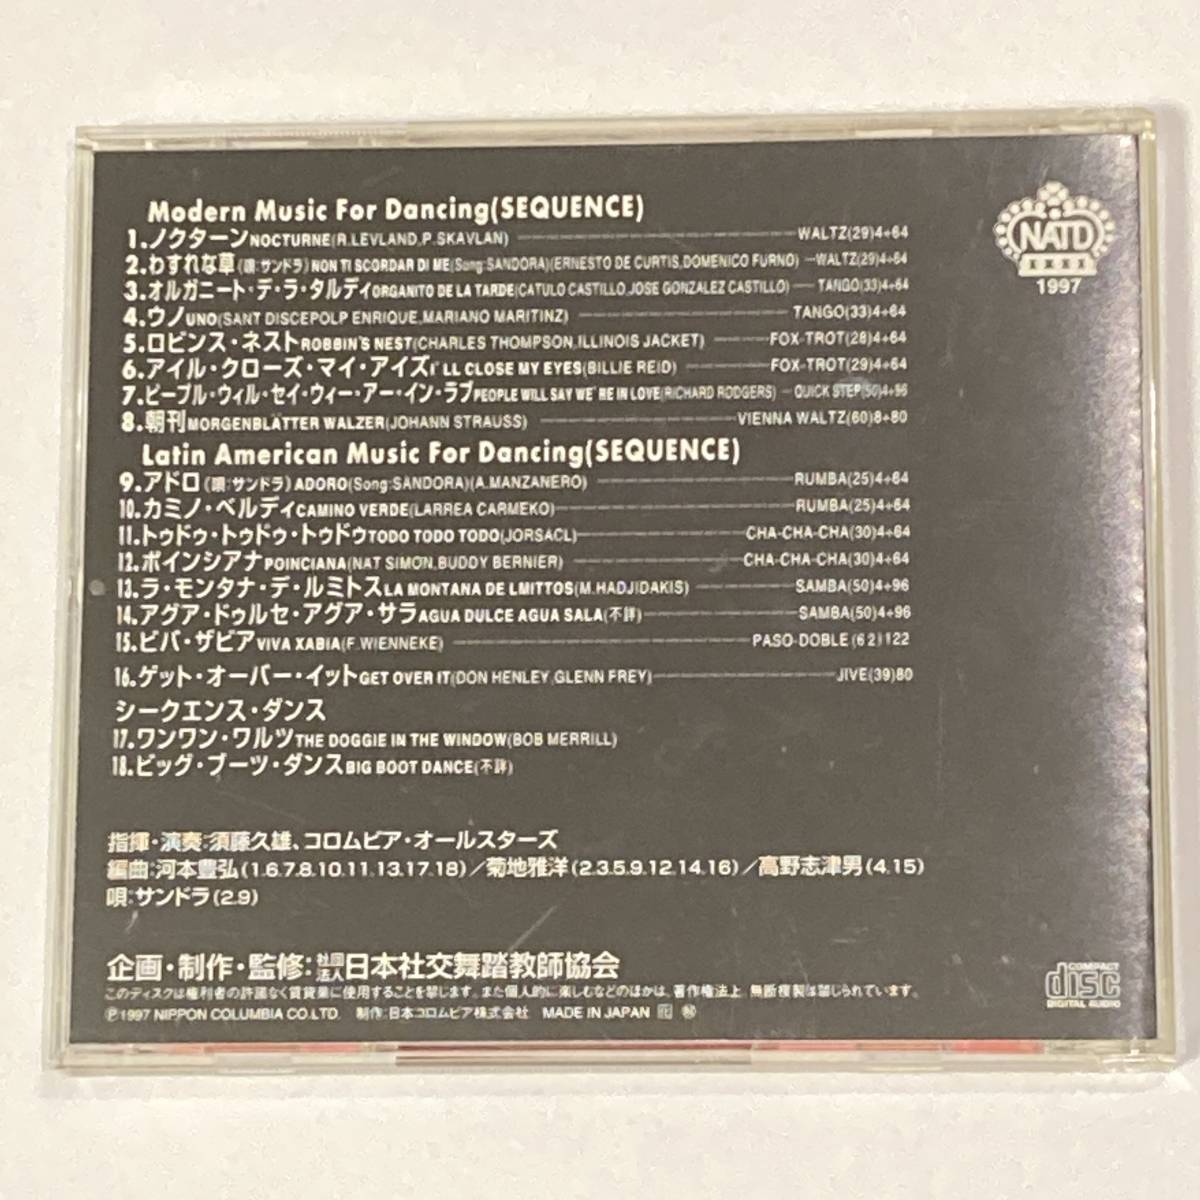 Modern Music For Dancing(SEQUENCE)
1.ノクターンNOCTURNE(R.LEVLAND,P.SKAVLAN) WALTZ(29)4+64
2.わすれな草(唄:サンドラ)NON TI SCORDAR DI ME(Song:SANDORA)(ERNESTO DE CURTIS,DOMENICO FURNO) WALTZ(29)4+64
3.オルガニート・デ・ラ・タルディORGANITO DE LA TARDE(CATULO CASTILLO,JOSE GONZALEZ CASTILLO) TANGO(33)4+64
4.ウノUNO(SANT DISCEPOLP ENRIQUE,MARIANO MARITINZ) TANGO(33)4+64
5.ロビンス・ネストROBBIN'S NEST(CHARLES THOMPSON,ILLINOIS JACKET) FOX-TROT(28)4+64
6.アイル・クローズ・マイ・アイズI'LL CLOSE MY EYES(BILLIE REID) FOX-TROT(29)4+64
7.ピープル・ウィル・セイ・ウィー・アー・イン・ラブPEOPLE WILL SAY WE'RE IN LOVE(RICHARD RODGERS) QUICK STEP(50)4+96
8.朝刊MORGENBLÄTTER WALZER(JOHANN STRAUSS) VIENNA WALTZ(60)8+80
Latin American Music For Dancing(SEQUENCE)
9.アドロ(唄:サンドラ)ADORO(Song:SANDORA)(A.MANZANERO) RUMBA(25)4+64
10.カミノ・ベルディCAMINO VERDE(LARREA CARMEKO) RUMBA(25)4+64
11.トゥドゥ・トゥドゥ・トゥドゥTODO TODO TODO(JORSACL) CHA-CHA-CHA(30)4+64
12.ポインシアナPOINCIANA(NAT SIMON,BUDDY BERNIER) CHA-CHA-CHA(30)4+64
13.ラ・モンタナ・デ・ルミトスLA MONTANA DE LMITTOS(M.HADJIDAKIS) SAMBA(50)4+96
14.アグア・ドゥルセ・アグア・サラAGUA DULCE AGUA SALA(不詳) SAMBA(50)4+96
15.ビバ・ザビアVIVA XABIA(F.WIENNEKE) PASO-DOBLE(62)122
16.ゲット・オーバー・イットGET OVER IT(DON HENLEY,GLENN FREY) JIVE(39)80
シークエンス・ダンス
17.ワンワン・ワルツTHE DOGGIE IN THE WINDOW(BOB MERRILL)
18.ビッグ・ブーツ・ダンスBIG BOOT DANCE(不詳)
NATD
1997
指揮・演奏:須藤久雄、コロムビア・オールスターズ
編曲:河本豊弘(1.6.7.8.10.11.13.17.18)/菊地雅洋(2.3.5.9.12.14.16)/高野志津男(4.15)
唄:サンドラ(2.9)
企画・制作・監修:社団法人日本社交舞踏教師協会
このディスクは権利者の許諾なく賃貸業に使用することを禁じます。また個人的に楽しむなどのほかは、著作権法上、無断複製は禁じられています。
Ⓟ1997 NIPPON COLUMBIA CO.,LTD. 制作:日本コロムビア株式会社 MADE IN JAPAN
COMPACT
disc
DIGITAL AUDIO